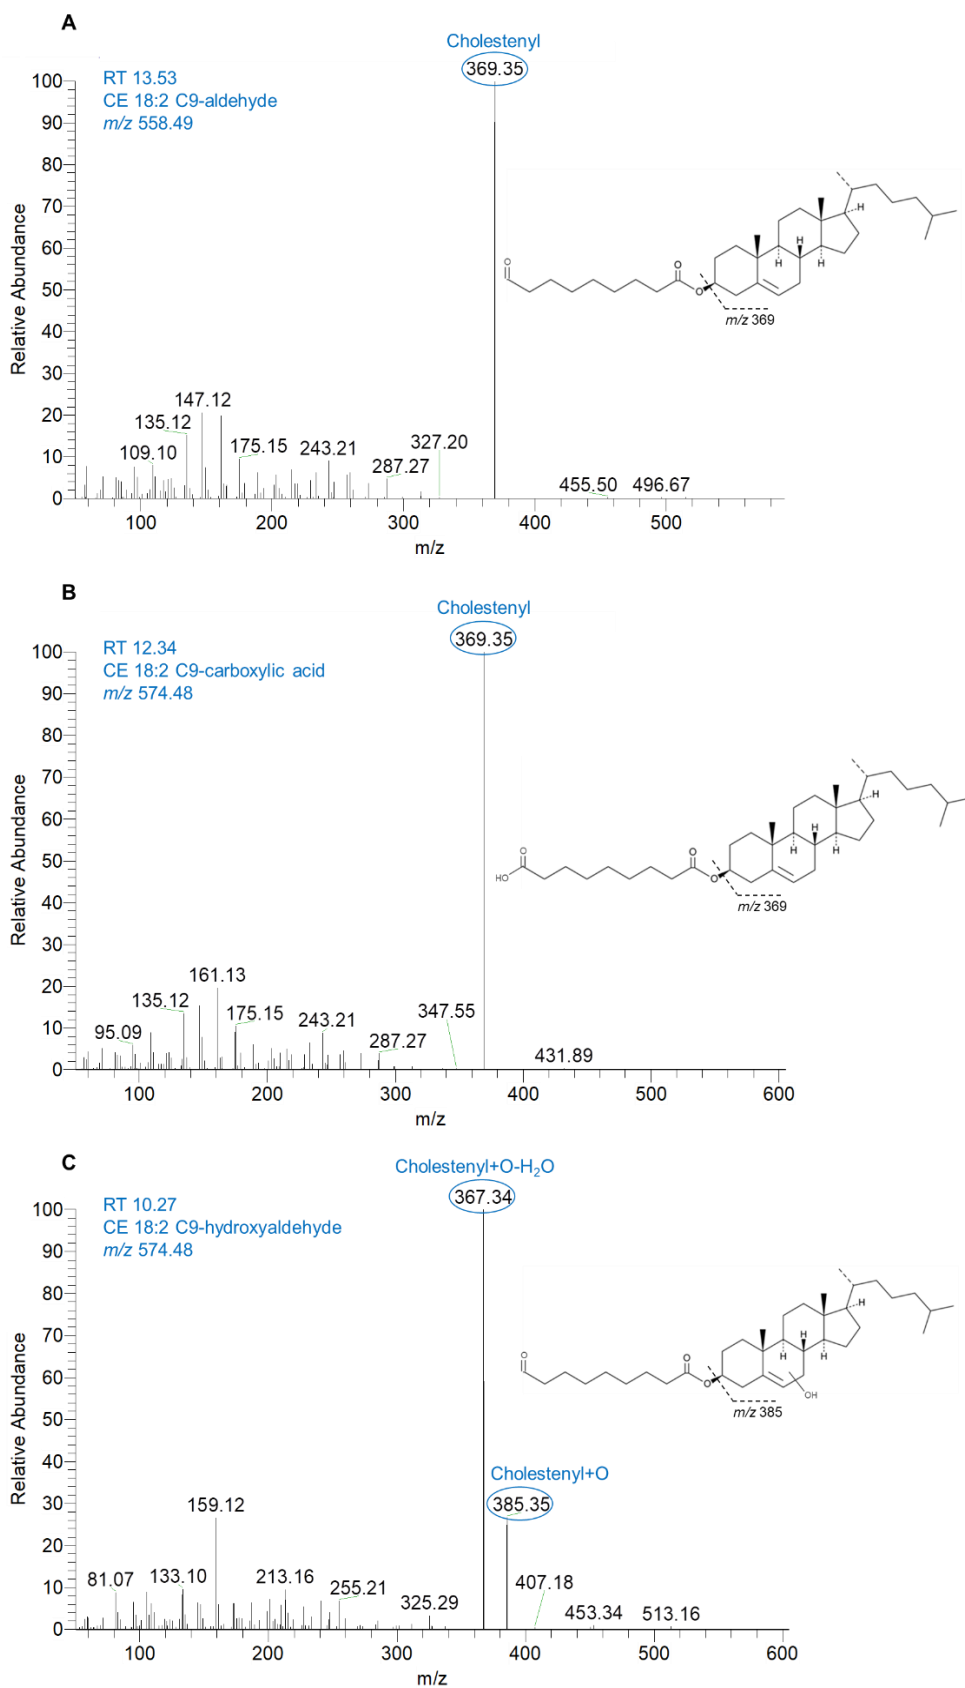 A
Cholestenyl
369.35
RT 13.53
CE 18:2 C9-aldehyde
m/z 558.49
100
90
80
70
60
50
40
30
20
10
0
Relative Abundance
147.12
135.12
109.10
175.15
243.21
287.27
327.20
455.50
496.67
H
H
H
H
O
O
O
m/z 369
100
200
300
400
500
m/z
B
Cholestenyl
369.35
RT 12.34
CE 18:2 C9-carboxylic acid
m/z 574.48
100
90
80
70
60
50
40
30
20
10
0
Relative Abundance
161.13
135.12
95.09
175.15
243.21
287.27
347.55
431.89
H
H
H
H
O
HO
O
O
m/z 369
100
200
300
400
500
600
m/z
C
Cholestenyl+O-H₂O
367.34
RT 10.27
CE 18:2 C9-hydroxyaldehyde
m/z 574.48
100
90
80
70
60
50
40
30
20
10
0
Relative Abundance
Cholestenyl+O
385.35
159.12
81.07
133.10
213.16
255.21
325.29
407.18
453.34
513.16
H
H
H
H
O
O
O
OH
m/z 385
100
200
300
400
500
600
m/z